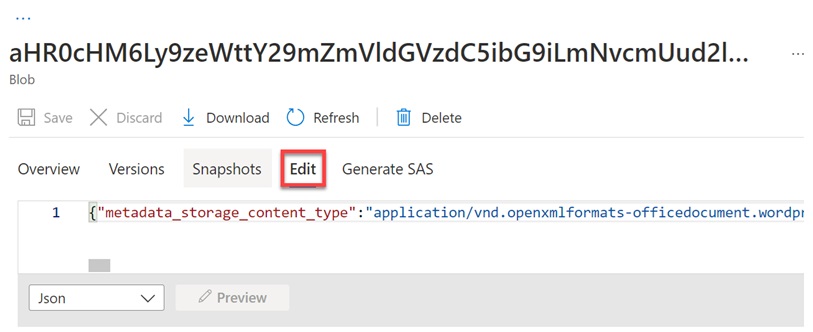 ...
aHR0cHM6Ly9zeWttY29mZmVldGVzdC5ibG9iLmNvcmUud2l... ...
Blob
Save Discard Download Refresh Delete
Overview Versions Snapshots Edit Generate SAS
1 {"metadata_storage_content_type":"application/vnd.openxmlformats-officedocument.wordpr
Json Preview